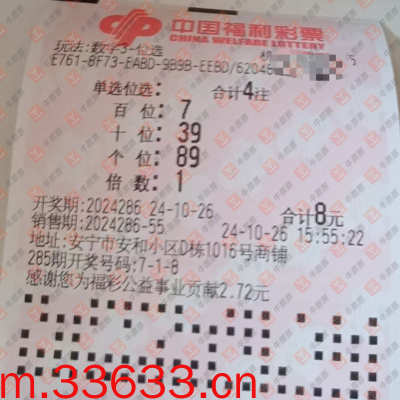 中国福利彩票
CHINA WELFARE LOTTERY
玩法:数字3-位选
E761-8F73-EABD-9B9B-EEBD/62048
单选位选: 合计4注
百 位: 7
十 位: 39
个 位: 89
倍 数: 1
开奖期:2024286 24-10-26 合计8元
销售期:2024286-55 24-10-26 15:55:22
地址:安宁市安和小区D栋1016号商铺
285期开奖号码:7-1-8
感谢您为福彩公益事业贡献2.72元
m.33633.cn